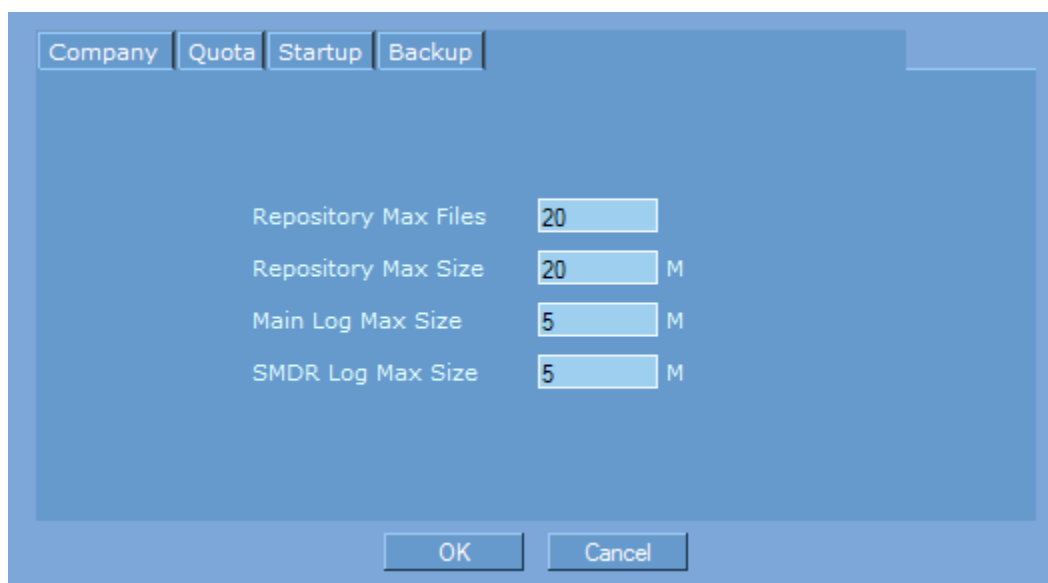 Company Quota Startup Backup
Repository Max Files 20
Repository Max Size 20 M
Main Log Max Size 5 M
SMDR Log Max Size 5 M
OK Cancel